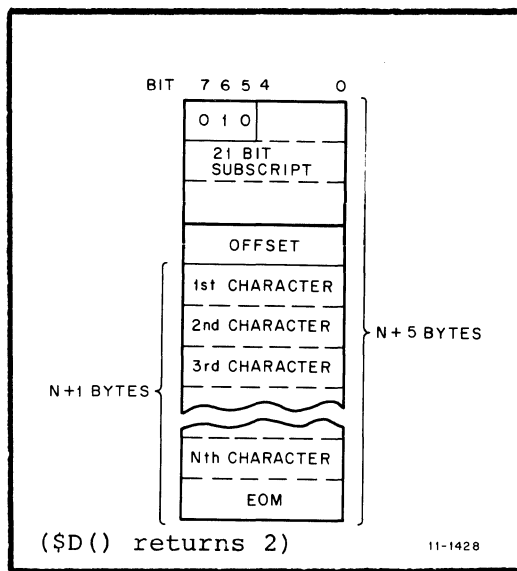 BIT 7 6 5 4 0
0 1 0
21 BIT
SUBSCRIPT
OFFSET
1st CHARACTER
2nd CHARACTER
3rd CHARACTER
N+5 BYTES
N+1 BYTES
Nth CHARACTER
EOM
($D() returns 2)
11-1428